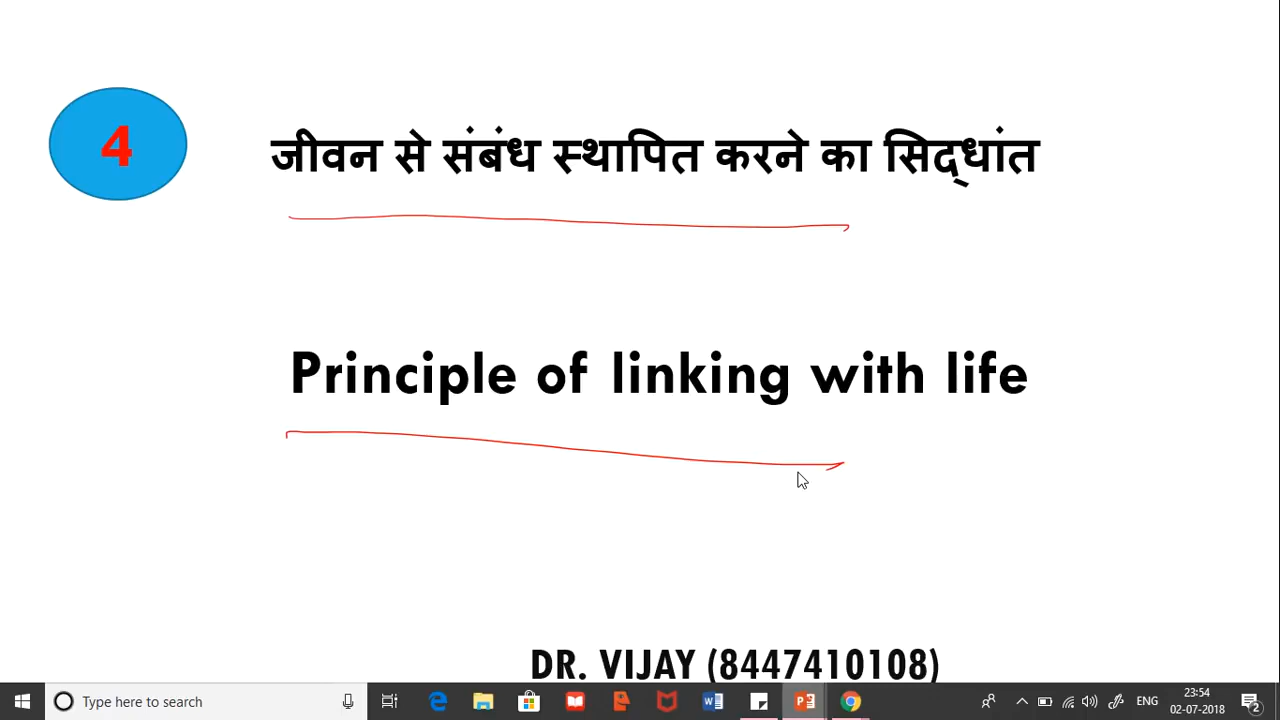 4
जीवन से संबंध स्थापित करने का सिद्धांत
Principle of linking with life
DR. VIJAY (8447410108)
Type here to search
ENG
23:54
02-07-2018
2